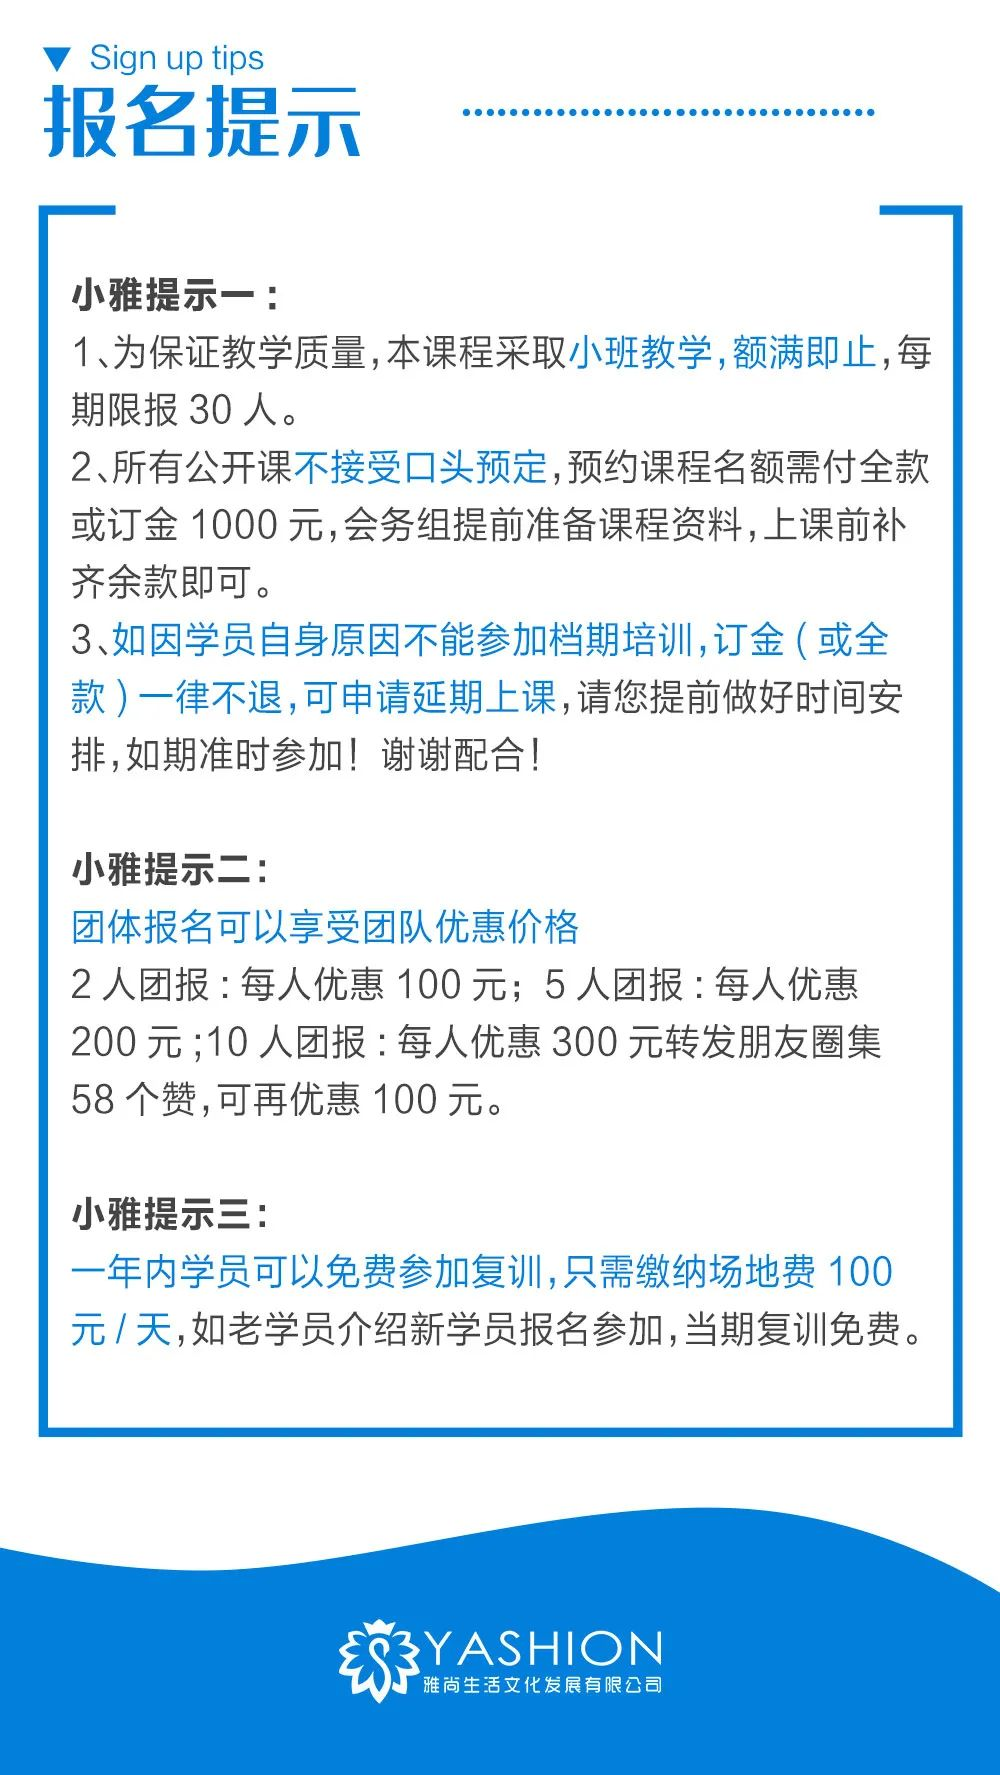 ▼ Sign up tips
报名提示
小雅提示一：
1、为保证教学质量，本课程采取小班教学，额满即止，每
期限报 30 人。
2、所有公开课不接受口头预定，预约课程名额需付全款
或订金 1000 元，会务组提前准备课程资料，上课前补
齐余款即可。
3、如因学员自身原因不能参加档期培训，订金（或全
款）一律不退，可申请延期上课，请您提前做好时间安
排，如期准时参加！谢谢配合！
小雅提示二：
团体报名可以享受团队优惠价格
2 人团报：每人优惠 100 元；5 人团报：每人优惠
200 元；10 人团报：每人优惠 300 元转发朋友圈集
58 个赞，可再优惠 100 元。
小雅提示三：
一年内学员可以免费参加复训，只需缴纳场地费 100
元 / 天，如老学员介绍新学员报名参加，当期复训免费。
YASHION
雅尚生活文化发展有限公司